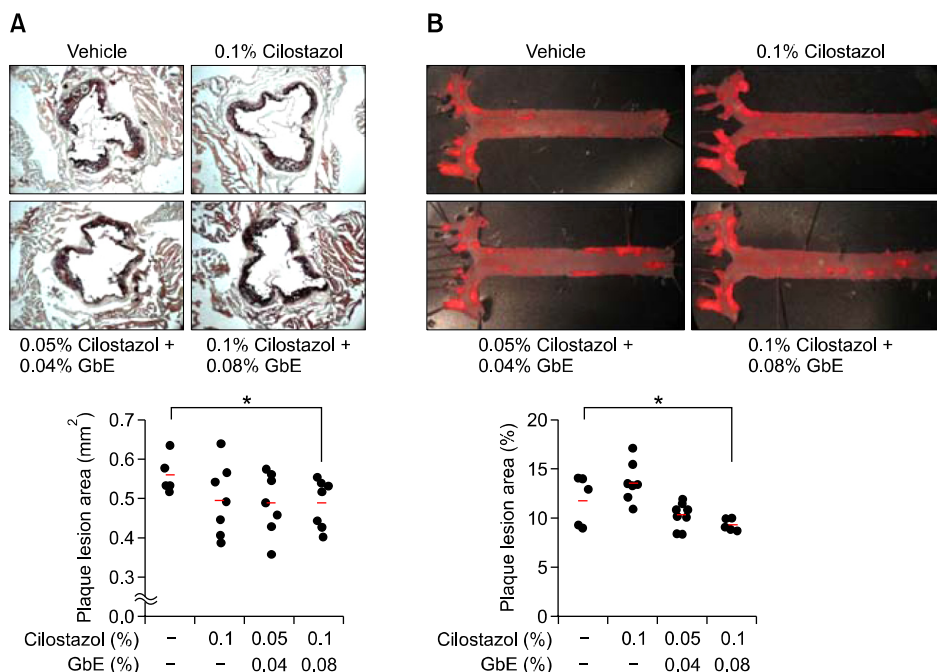 A
Vehicle
0.1% Cilostazol
0.05% Cilostazol +
0.04% GbE
0.1% Cilostazol +
0.08% GbE
*
Plaque lesion area (mm²)
0.7
0.6
0.5
0.4
0.3
0.0
Cilostazol (%) – 0.1 0.05 0.1
GbE (%) – – 0,04 0,08
B
Vehicle
0.1% Cilostazol
0.05% Cilostazol +
0.04% GbE
0.1% Cilostazol +
0.08% GbE
*
Plaque lesion area (%)
20
15
10
5
0
Cilostazol (%) – 0.1 0.05 0.1
GbE (%) – – 0,04 0,08